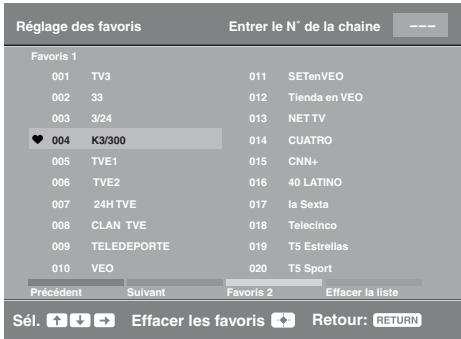 Réglage des favoris Entrer le N° de la chaine ---
Favoris 1
001 TV3
002 33
003 3/24
004 K3/300
005 TVE1
006 TVE2
007 24H TVE
008 CLAN TVE
009 TELEDEPORTE
010 VEO
011 SETenVEO
012 Tienda en VEO
013 NET TV
014 CUATRO
015 CNN+
016 40 LATINO
017 la Sexta
018 Telecinco
019 T5 Estrellas
020 T5 Sport
Précédent Suivant Favoris 2 Effacer la liste
Sél. Effacer les favoris Retour: RETURN